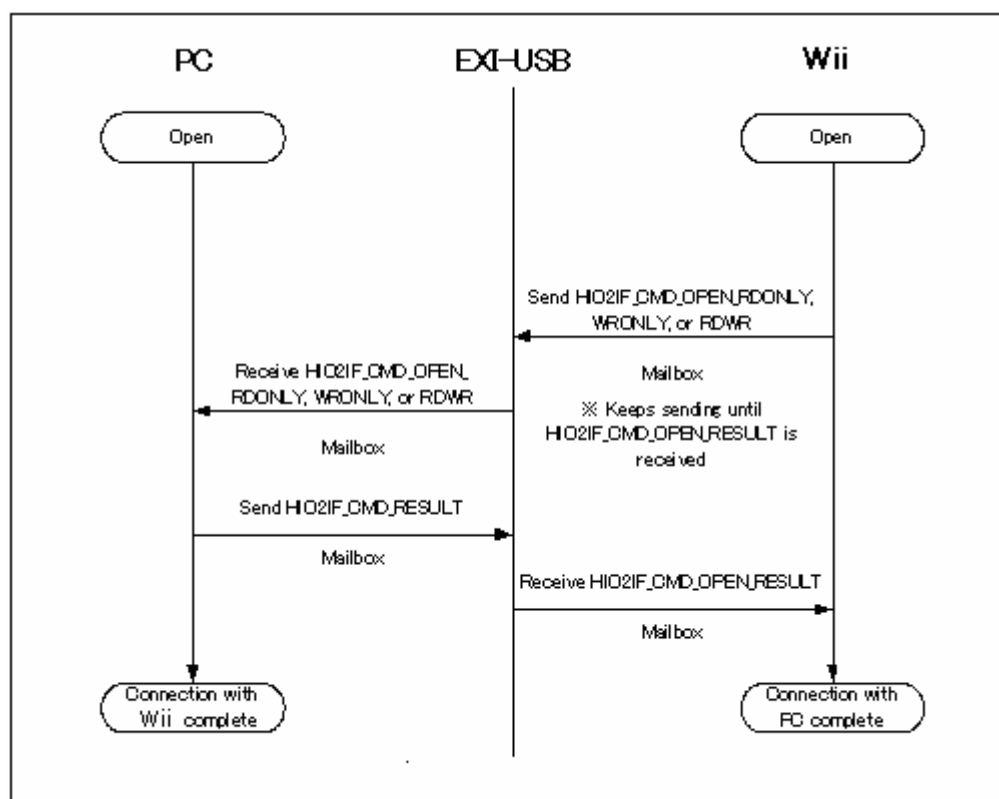 PC EXI-USB Wii
Open Open
Send HIO2IF_CMD_OPEN_RDONLY,
WRONLY, or RDWR
Receive HIO2IF_CMD_OPEN_
RDONLY, WRONLY, or RDWR
Mailbox
Mailbox
※ Keeps sending until
HIO2IF_CMD_OPEN_RESULT is
received
Send HIO2IF_CMD_RESULT
Mailbox
Receive HIO2IF_CMD_OPEN_RESULT
Mailbox
Connection with
Wii complete
Connection with
PC complete